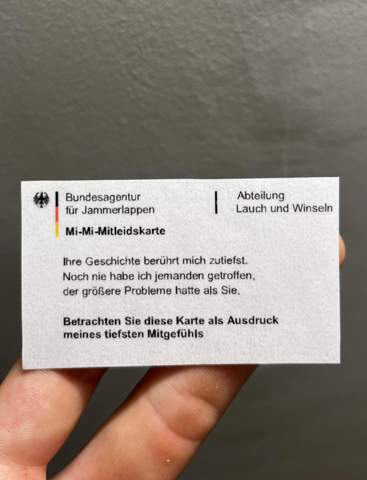 Bundesagentur
für Jammerlappen
Abteilung
Lauch und Winseln
Mi-Mi-Mitleidskarte
Ihre Geschichte berührt mich zutiefst.
Noch nie habe ich jemanden getroffen,
der größere Probleme hatte als Sie.
Betrachten Sie diese Karte als Ausdruck
meines tiefsten Mitgefühls